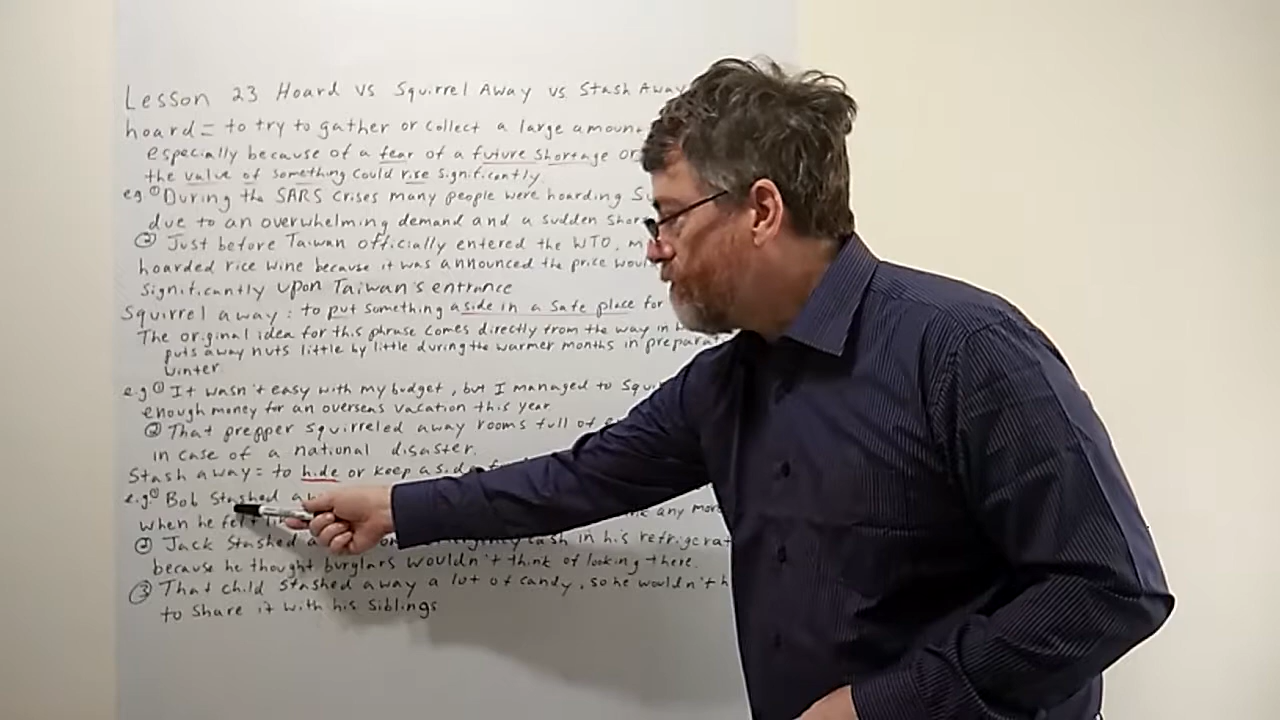 Lesson 23 Hoard vs Squirrel Away vs Stash Away
hoard = to try to gather or collect a large amount
especially because of a fear of a future shortage or
the value of something could rise significantly.
eg ① During the SARS crises many people were hoarding
due to an overwhelming demand and a sudden
② Just before Taiwan officially entered the WTO,
hoarded rice wine because it was announced the price
significantly upon Taiwan's entrance
Squirrel away: to put something aside in a safe place for
The original idea for this phrase comes directly from the way in
puts away nuts little by little during the warmer months in
winter
e.g ① It wasn't easy with my budget, but I managed to
enough money for an overseas vacation this year
② That prepper squirreled away rooms full of
in case of a national disaster.
Stash away = to hide or keep aside
e.g ① Bob stashed
when he felt any more
② Jack stashed cash in his
because he thought burglars wouldn't think of looking there.
③ That child stashed away a lot of candy, so he wouldn't
to share it with his siblings